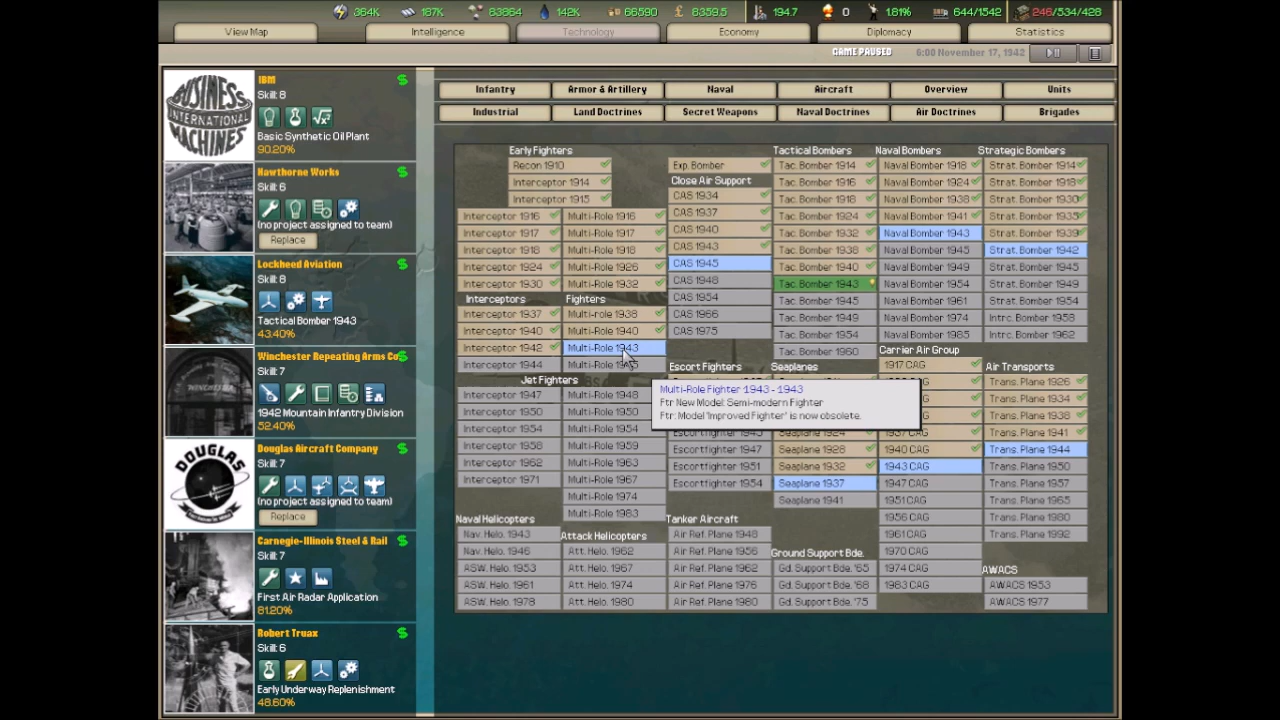 364K 187K 83864 142K 66590 8359.5 194.7 0 1.81% 644/1542 246/534/428
View Map Intelligence Technology Economy Diplomacy Statistics
GAME PAUSED 6:00 November 17, 1942
IBM
Skill: 8
Basic Synthetic Oil Plant
90.20%
Hawthorne Works
Skill: 6
(no project assigned to team)
Replace
Lockheed Aviation
Skill: 8
Tactical Bomber 1943
43.40%
Winchester Repeating Arms Co
Skill: 7
1942 Mountain Infantry Division
52.40%
Douglas Aircraft Company
Skill: 7
(no project assigned to team)
Replace
Carnegie-Illinois Steel & Rail
Skill: 7
First Air Radar Application
81.20%
Robert Truax
Skill: 6
Early Underway Replenishment
48.60%
BUSINESS
INTERNATIONAL
MACHINES
WINCHESTER
DOUGLAS
Infantry Armor & Artillery Naval Aircraft Overview Units
Industrial Land Doctrines Secret Weapons Naval Doctrines Air Doctrines Brigades
Early Fighters
Recon 1910
Interceptor 1914
Interceptor 1915
Interceptor 1916 Multi-Role 1916
Interceptor 1917 Multi-Role 1917
Interceptor 1918 Multi-Role 1918
Interceptor 1924 Multi-Role 1926
Interceptor 1930 Multi-Role 1932
Interceptors Fighters
Interceptor 1937 Multi-role 1938
Interceptor 1940 Multi-Role 1940
Interceptor 1942 Multi-Role 1943
Interceptor 1944
Jet Fighters
Interceptor 1947 Multi-Role 1948
Interceptor 1950 Multi-Role 1950
Interceptor 1954 Multi-Role 1954
Interceptor 1958 Multi-Role 1959
Interceptor 1962 Multi-Role 1963
Interceptor 1971 Multi-Role 1967
Multi-Role 1974
Multi-Role 1983
Naval Helicopters
Nav. Helo. 1943
Nav. Helo. 1946
ASW. Helo. 1953
ASW. Helo. 1961
ASW. Helo. 1978
Attack Helicopters
Att. Helo. 1962
Att. Helo. 1967
Att. Helo. 1974
Att. Helo. 1980
Exp. Bomber
Close Air Support
CAS 1934
CAS 1937
CAS 1940
CAS 1943
CAS 1945
CAS 1948
CAS 1954
CAS 1966
CAS 1975
Escort Fighters
Escortfighter 1947
Escortfighter 1951
Escortfighter 1954
Tanker Aircraft
Air Ref. Plane 1948
Air Ref. Plane 1956
Air Ref. Plane 1962
Air Ref. Plane 1976
Air Ref. Plane 1980
Tactical Bombers
Tac. Bomber 1914
Tac. Bomber 1916
Tac. Bomber 1918
Tac. Bomber 1924
Tac. Bomber 1932
Tac. Bomber 1938
Tac. Bomber 1940
Tac. Bomber 1943
Tac. Bomber 1945
Tac. Bomber 1949
Tac. Bomber 1954
Tac. Bomber 1960
Seaplanes
Seaplane 1928
Seaplane 1932
Seaplane 1937
Seaplane 1941
Ground Support Bde.
Gd. Support Bde. '65
Gd. Support Bde. '68
Gd. Support Bde. '75
Naval Bombers
Naval Bomber 1918
Naval Bomber 1924
Naval Bomber 1938
Naval Bomber 1941
Naval Bomber 1943
Naval Bomber 1945
Naval Bomber 1949
Naval Bomber 1954
Naval Bomber 1961
Naval Bomber 1974
Naval Bomber 1985
Carrier Air Group
1917 CAG
1940 CAG
1943 CAG
1947 CAG
1951 CAG
1956 CAG
1961 CAG
1970 CAG
1974 CAG
1983 CAG
Strategic Bombers
Strat. Bomber 1914
Strat. Bomber 1918
Strat. Bomber 1930
Strat. Bomber 1935
Strat. Bomber 1939
Strat. Bomber 1942
Strat. Bomber 1945
Strat. Bomber 1949
Strat. Bomber 1954
Intrc. Bomber 1958
Intrc. Bomber 1962
Air Transports
Trans. Plane 1926
Trans. Plane 1934
Trans. Plane 1938
Trans. Plane 1941
Trans. Plane 1944
Trans. Plane 1950
Trans. Plane 1957
Trans. Plane 1965
Trans. Plane 1980
Trans. Plane 1992
AWACS
AWACS 1953
AWACS 1977
Multi-Role Fighter 1943 - 1943
Ftr New Model: Semi-modern Fighter
Ftr: Model 'Improved Fighter' is now obsolete.